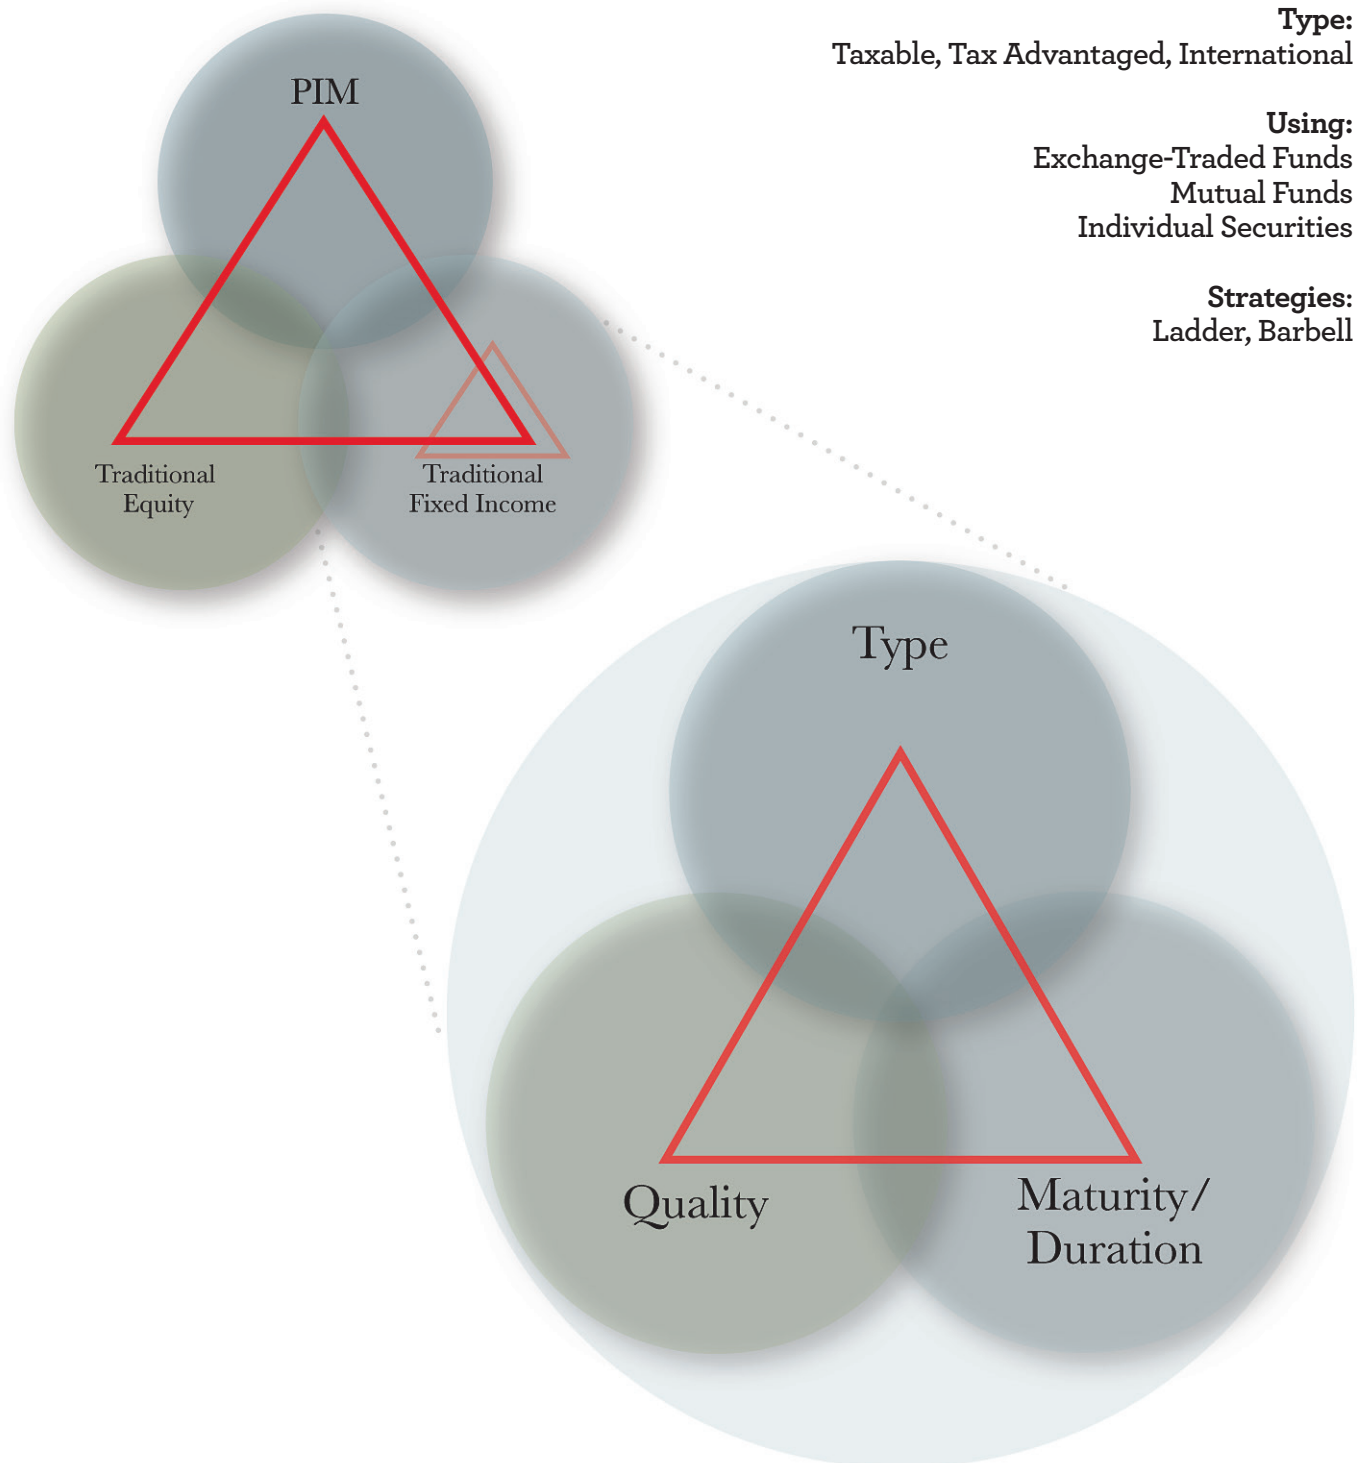 Type:
Taxable, Tax Advantaged, International
Using:
Exchange-Traded Funds
Mutual Funds
Individual Securities
Strategies:
Ladder, Barbell
PIM
Traditional
Equity
Traditional
Fixed Income
Type
Quality
Maturity/
Duration